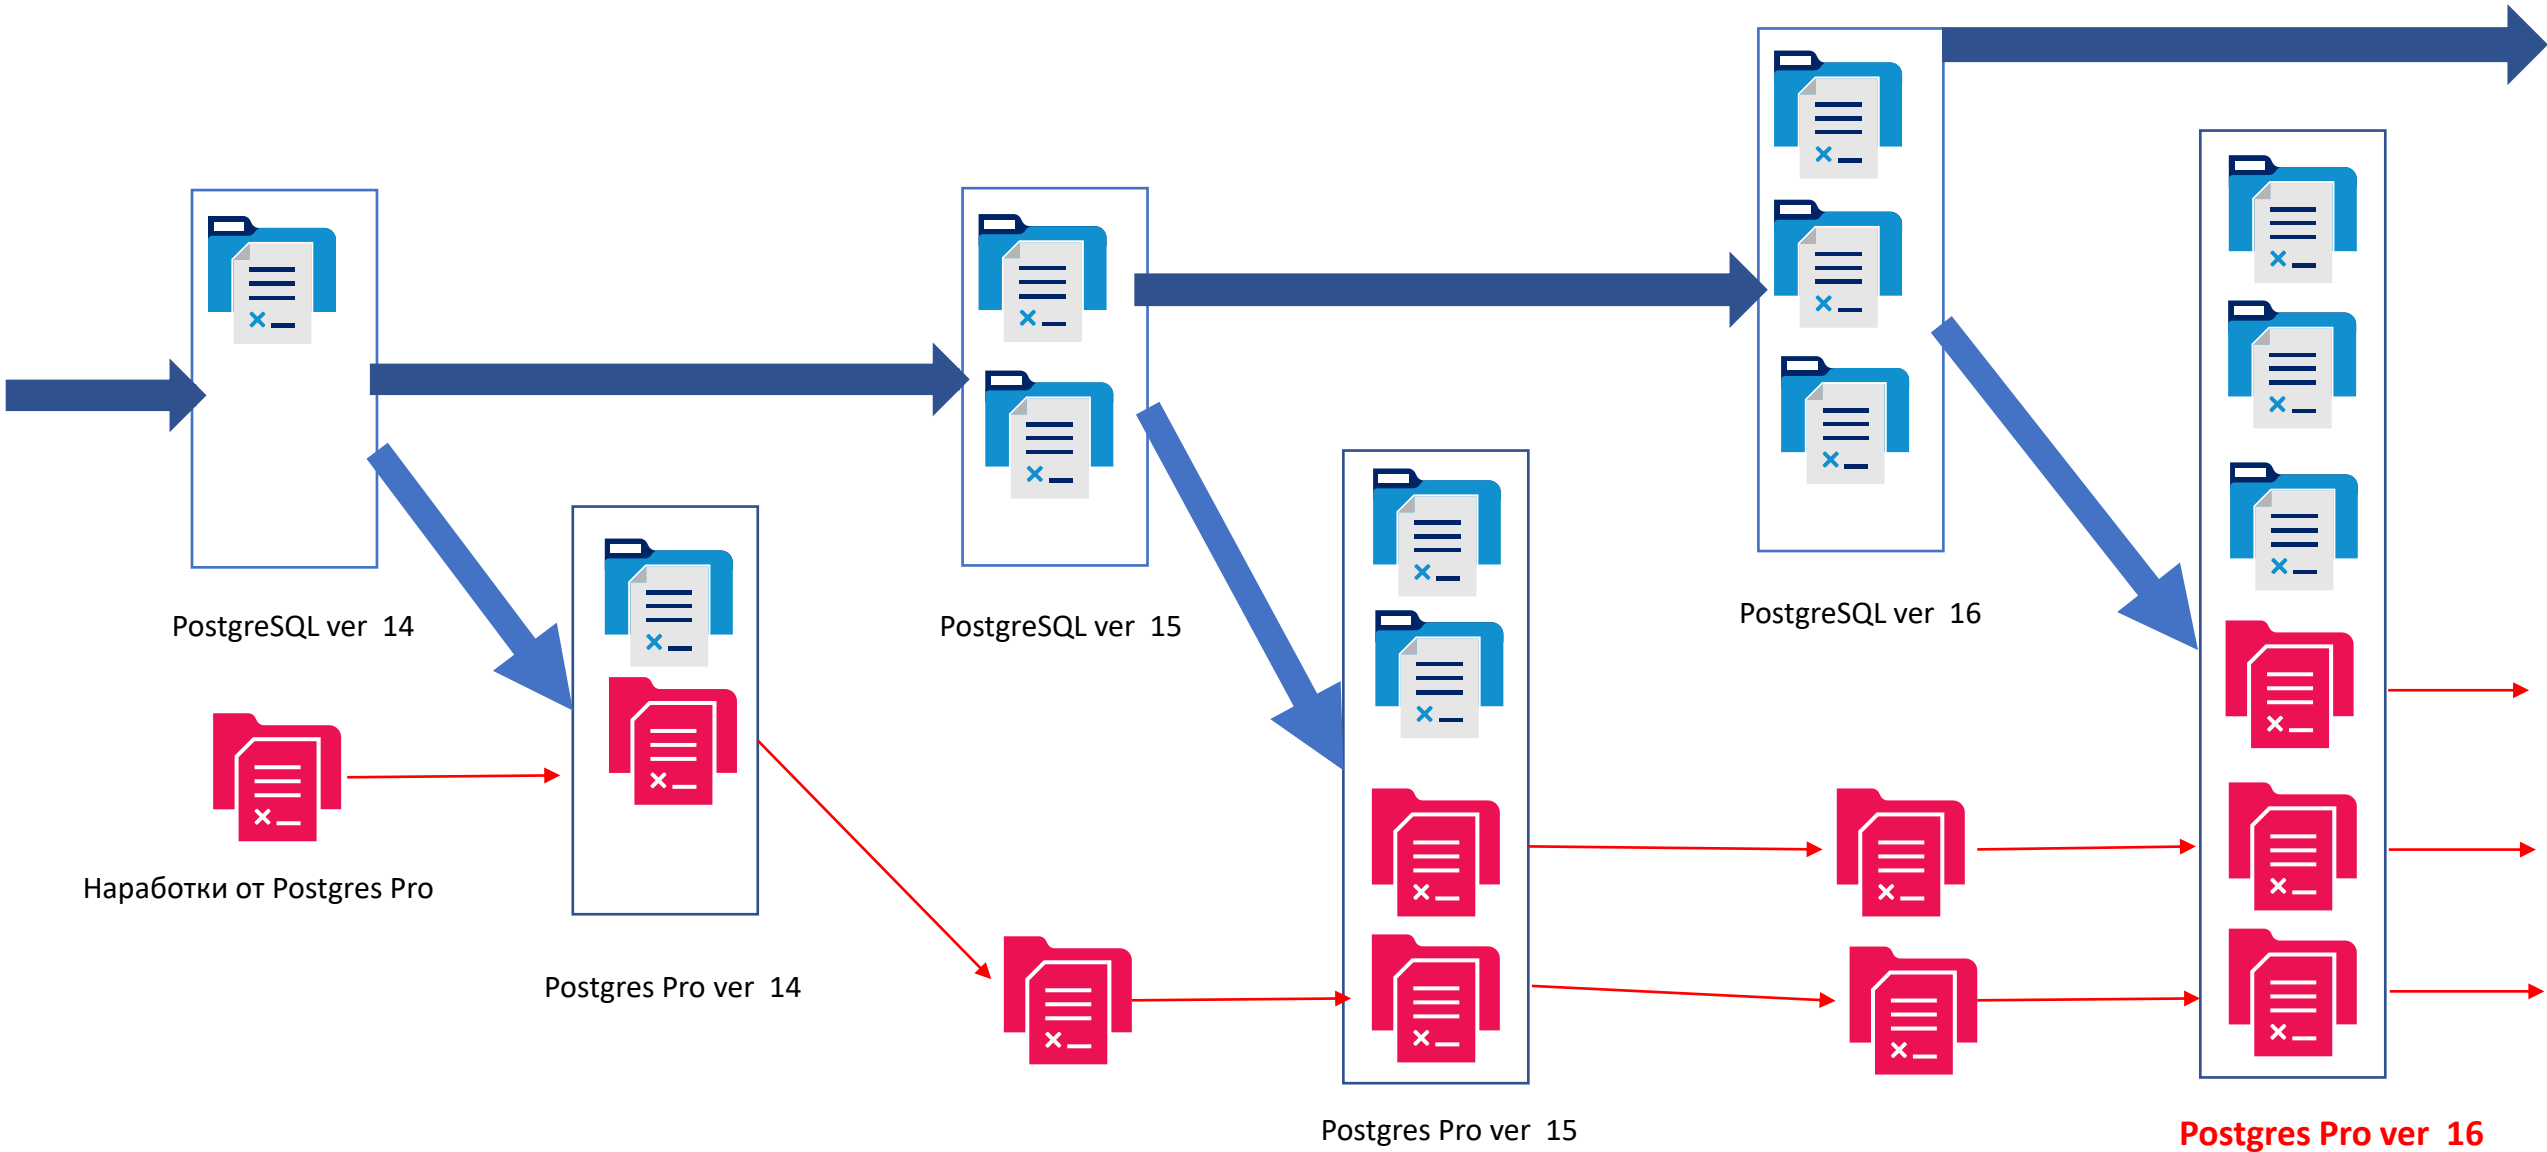 PostgreSQL ver 14
PostgreSQL ver 15
PostgreSQL ver 16
Наработки от Postgres Pro
Postgres Pro ver 14
Postgres Pro ver 15
Postgres Pro ver 16